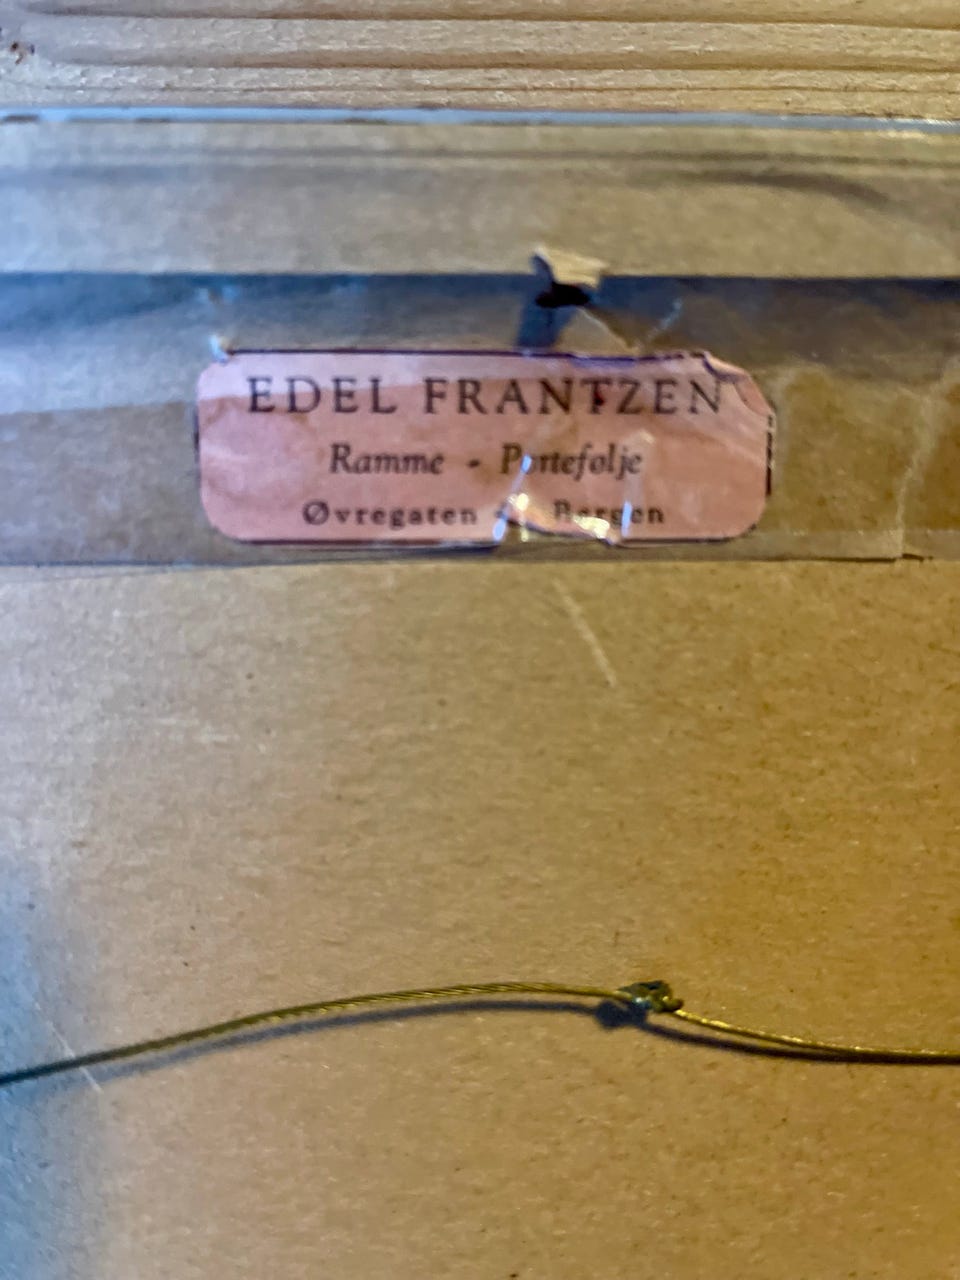 EDEL FRANTZEN
Ramme - Portefølje
Øvregaten - Bergen